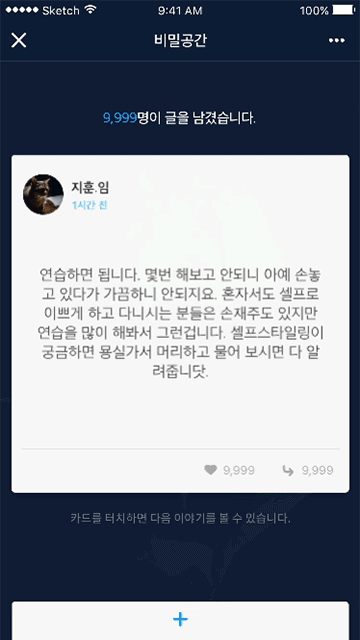 Sketch 9:41 AM 100%
비밀공간
9,999명이 글을 남겼습니다.
지훈.임
1시간 전
연습하면 됩니다. 몇번 해보고 안되니 아예 손놓
고 있다가 가끔하니 안되지요. 혼자서도 셀프로
이쁘게 하고 다니시는 분들은 손재주도 있지만
연습을 많이 해봐서 그런겁니다. 셀프스타일링이
궁금하면 묭실가서 머리하고 물어 보시면 다 알
려줍니닷.
9,999 9,999
카드를 터치하면 다음 이야기를 볼 수 있습니다.